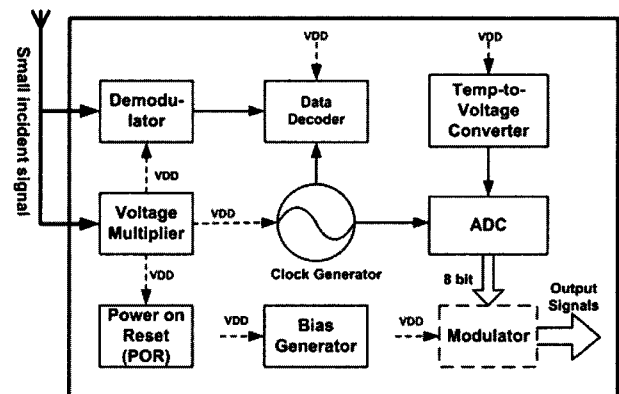 Small incident signal
VDD
VDD
Demodu-
lator
Data
Decoder
Temp-to-
Voltage
Converter
VDD
Voltage
Multiplier
VDD
Clock Generator
ADC
VDD
8 bit
Output
Signals
Power on
Reset
(POR)
VDD
Bias
Generator
VDD
Modulator